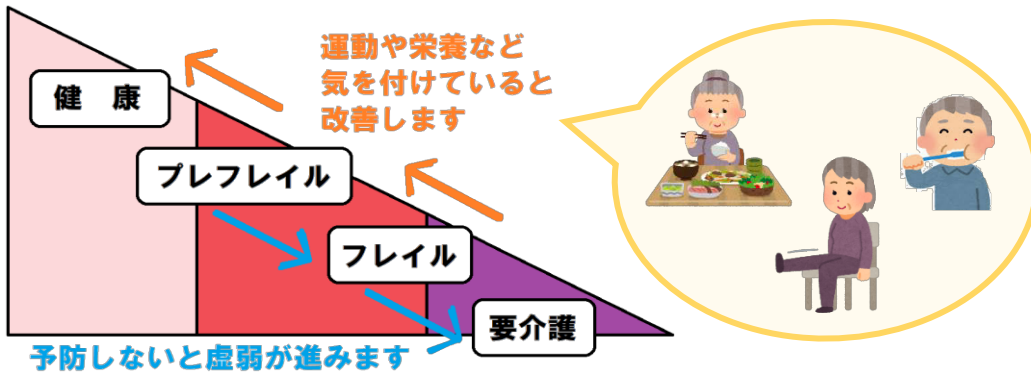 運動や栄養など
気を付けていると
改善します
健　康
プレフレイル
フレイル
要介護
予防しないと虚弱が進みます